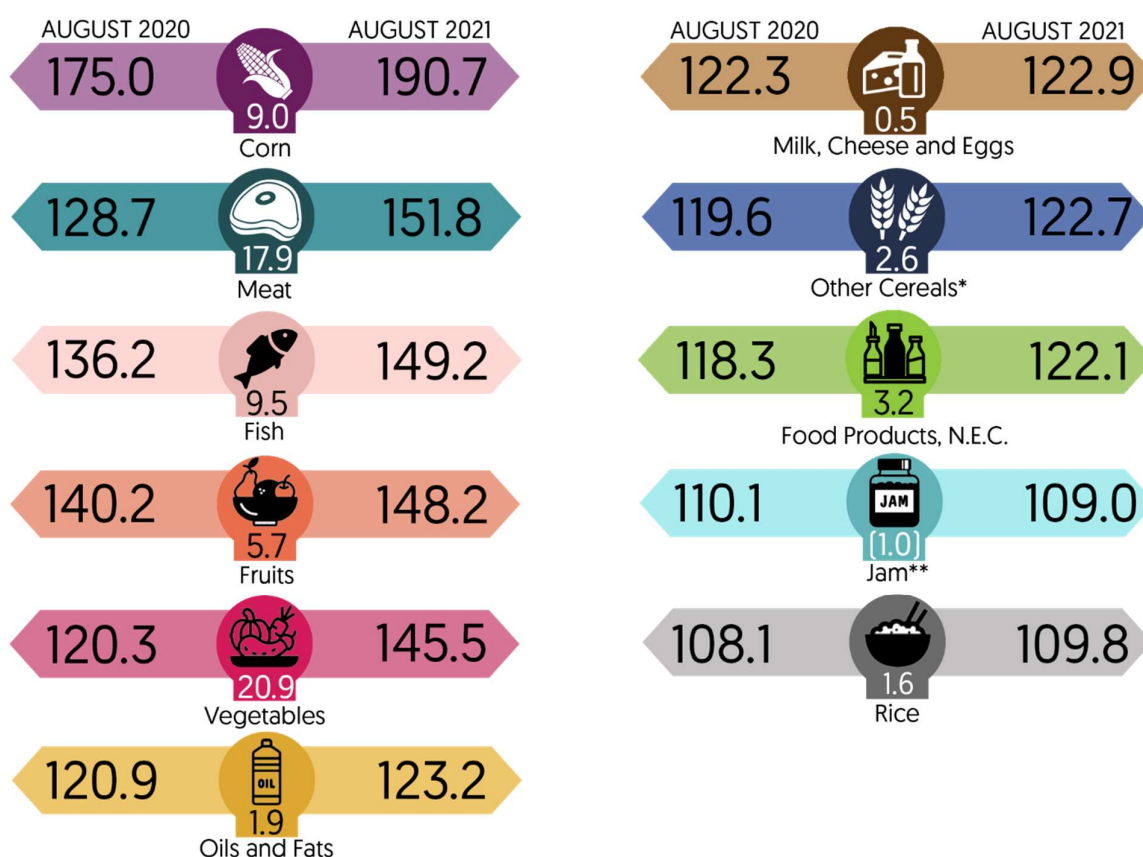 AUGUST 2020 AUGUST 2021
175.0 190.7
9.0
Corn
128.7 151.8
17.9
Meat
136.2 149.2
9.5
Fish
140.2 148.2
5.7
Fruits
120.3 145.5
20.9
Vegetables
120.9 OIL 123.2
1.9
Oils and Fats
AUGUST 2020 AUGUST 2021
122.3 122.9
0.5
Milk, Cheese and Eggs
119.6 122.7
2.6
Other Cereals*
118.3 122.1
3.2
Food Products, N.E.C.
110.1 JAM 109.0
(1.0)
Jam**
108.1 109.8
1.6
Rice